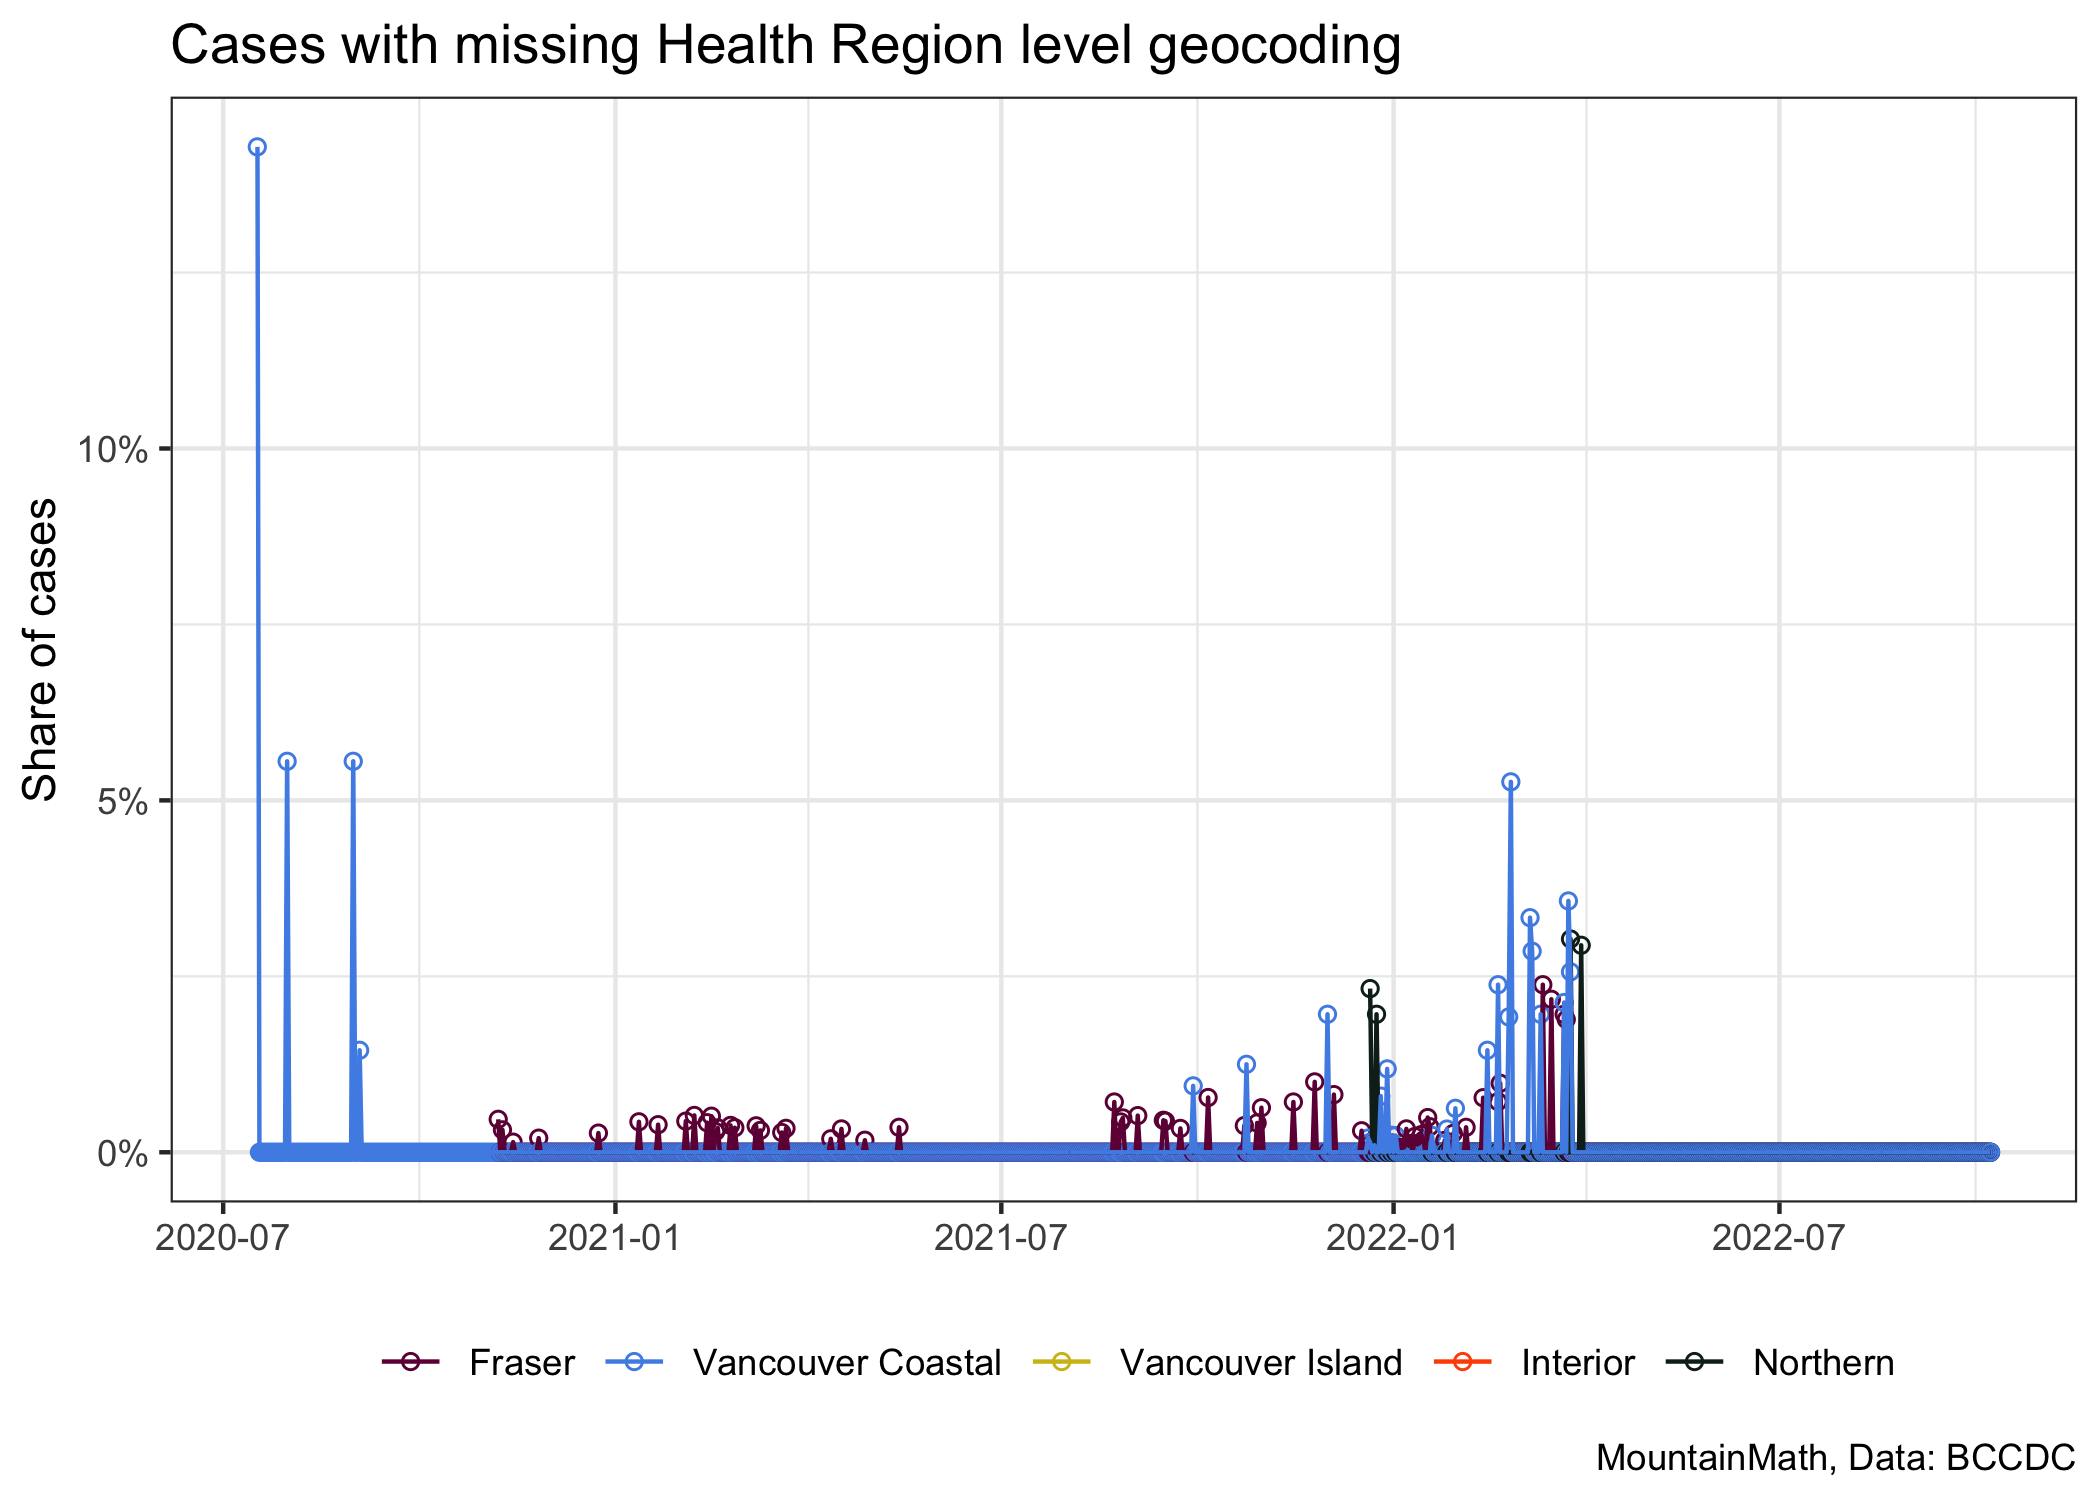 Cases with missing Health Region level geocoding
Share of cases
10%
5%
0%
2020-07 2021-01 2021-07 2022-01 2022-07
Fraser Vancouver Coastal Vancouver Island Interior Northern
MountainMath, Data: BCCDC